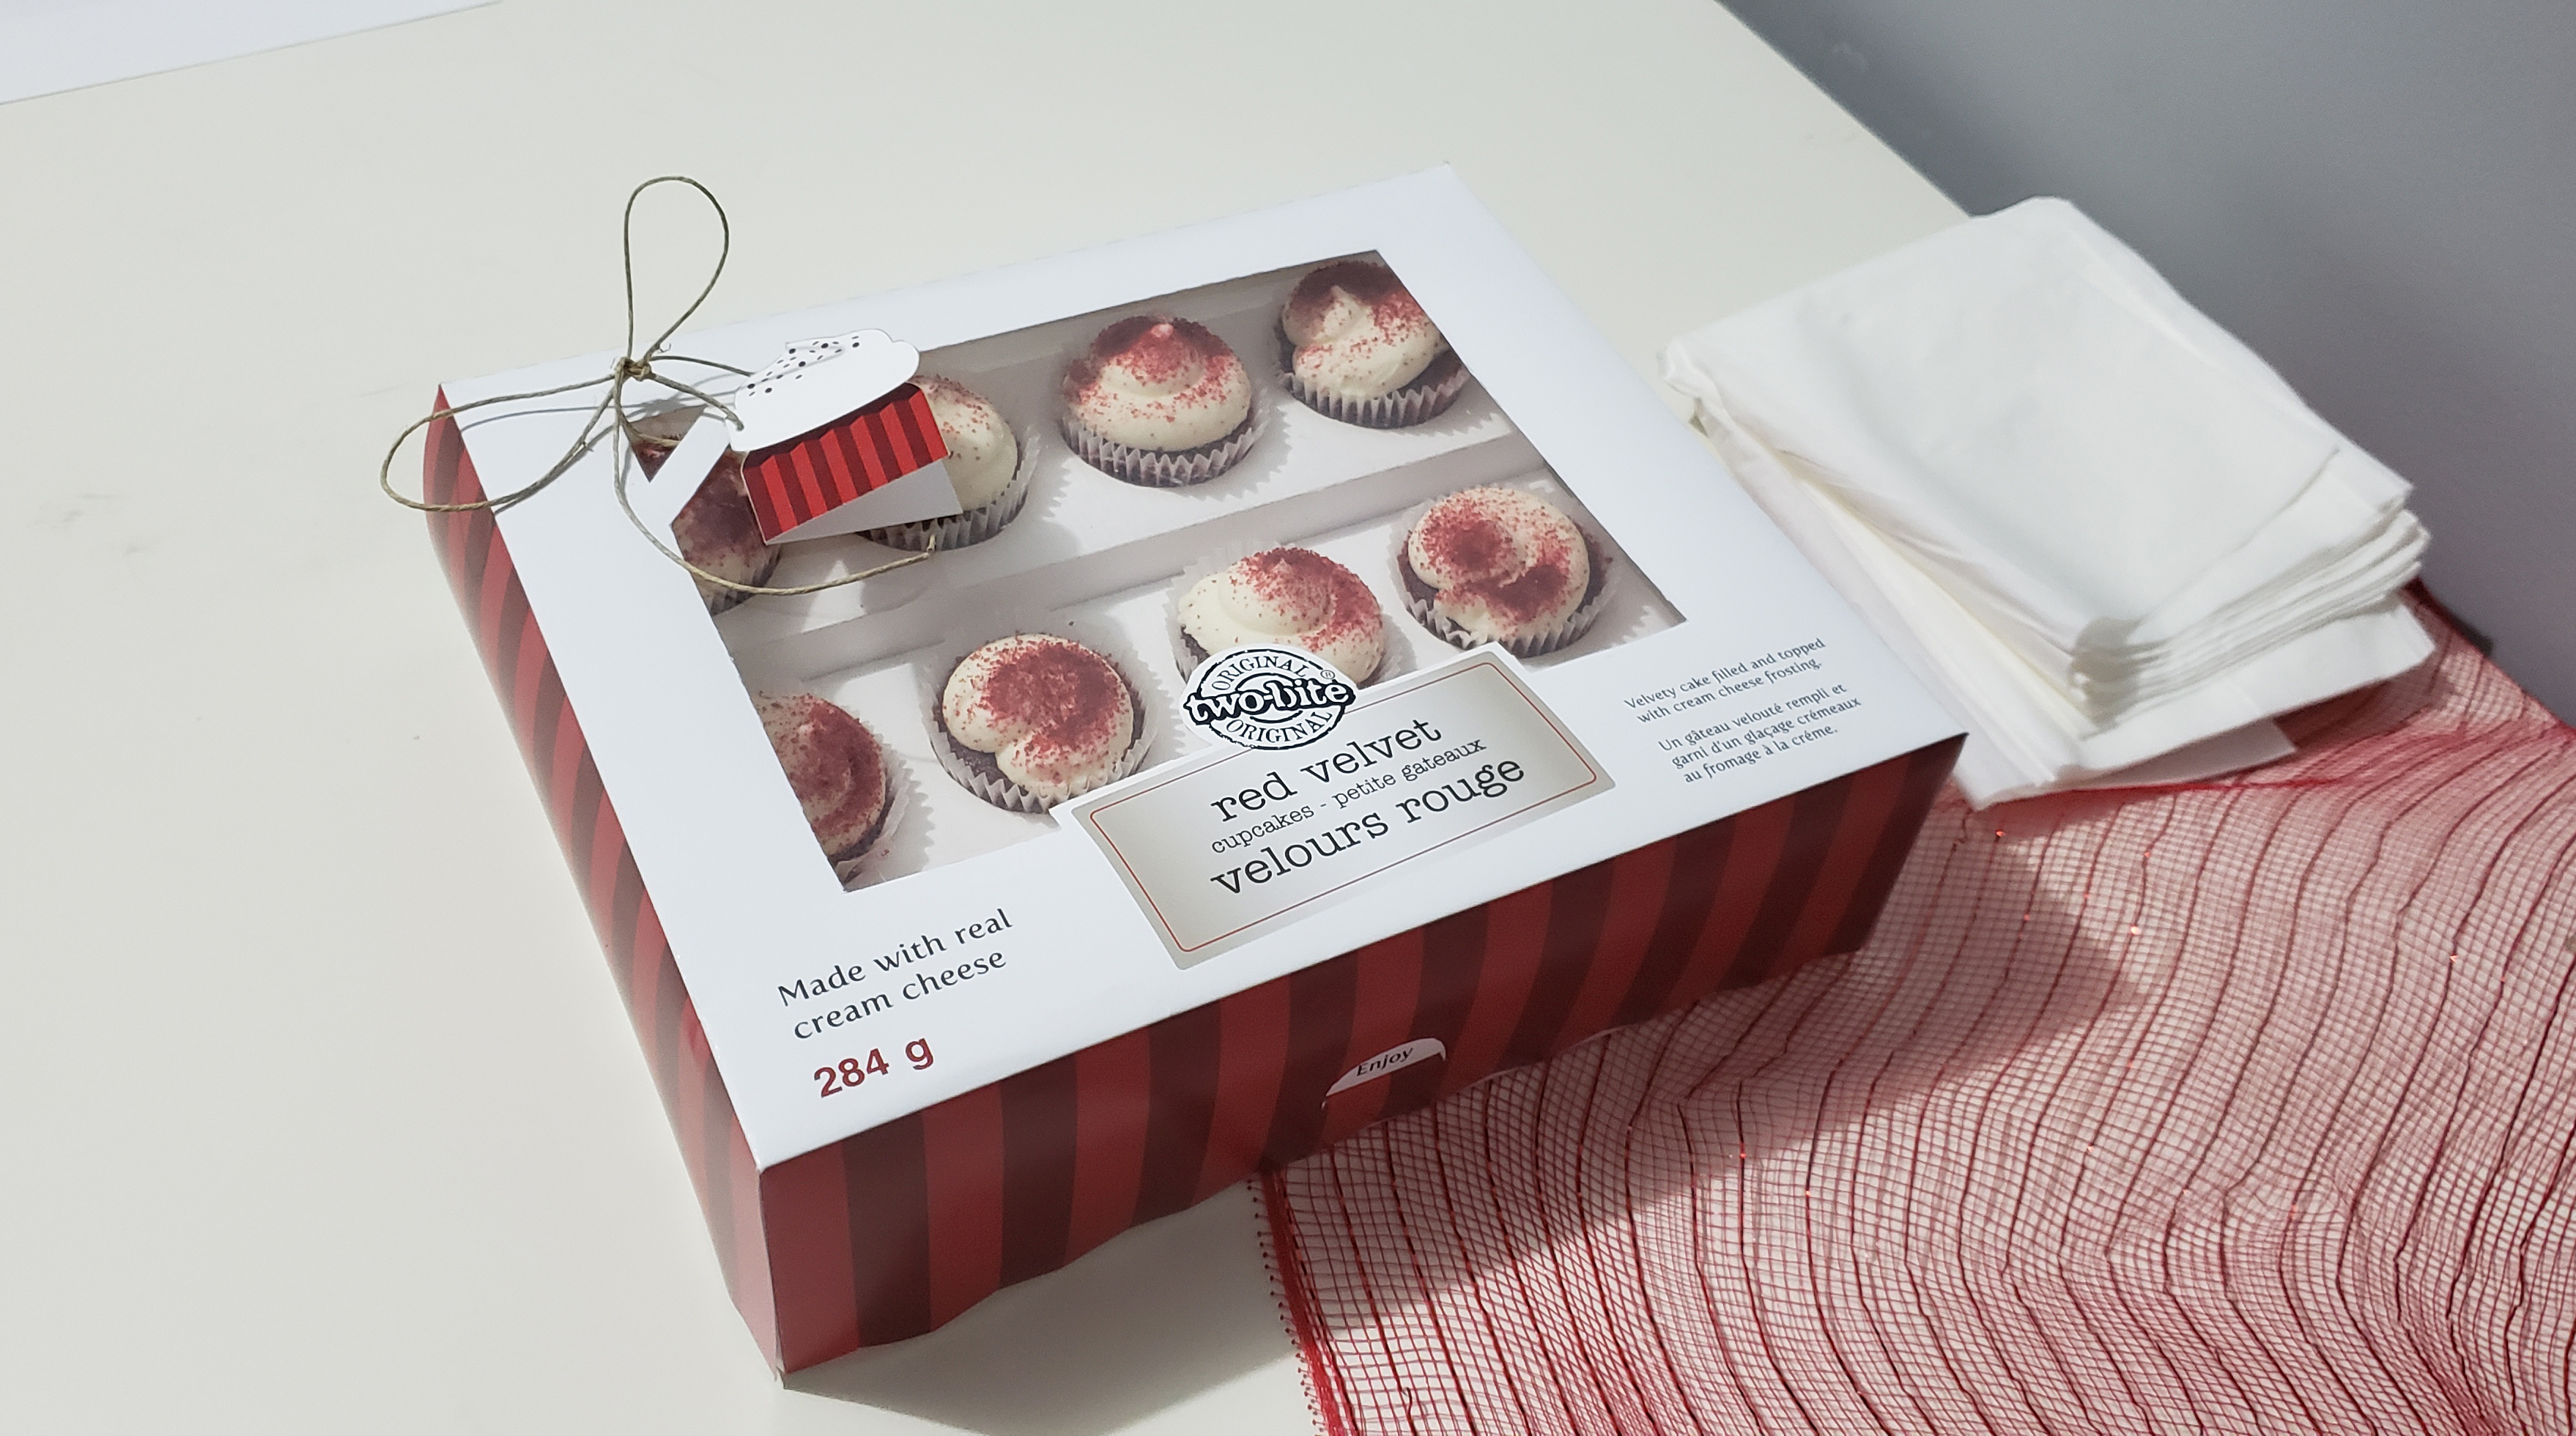 ORIGINAL
two-bite®
ORIGINAL
red velvet
cupcakes - petite gateaux
velours rouge
Velvety cake filled and topped
with cream cheese frosting.
Un gâteau velouté rempli et
garni d'un glaçage crémeaux
au fromage à la créme.
Made with real
cream cheese
284 g
Enjoy